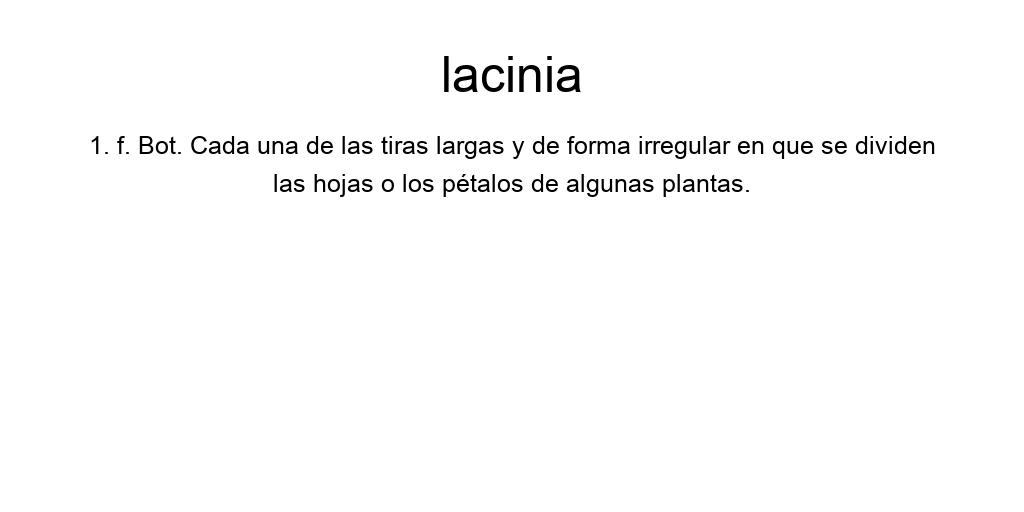 lacinia
1. f. Bot. Cada una de las tiras largas y de forma irregular en que se dividen
las hojas o los pétalos de algunas plantas.